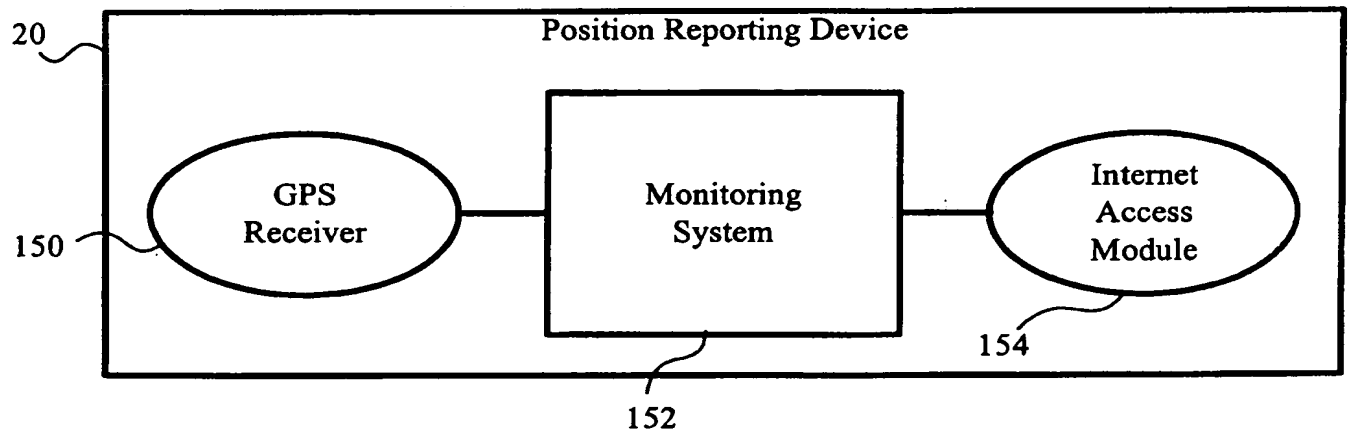 Position Reporting Device
20
GPS
Receiver
150
Monitoring
System
152
Internet
Access
Module
154